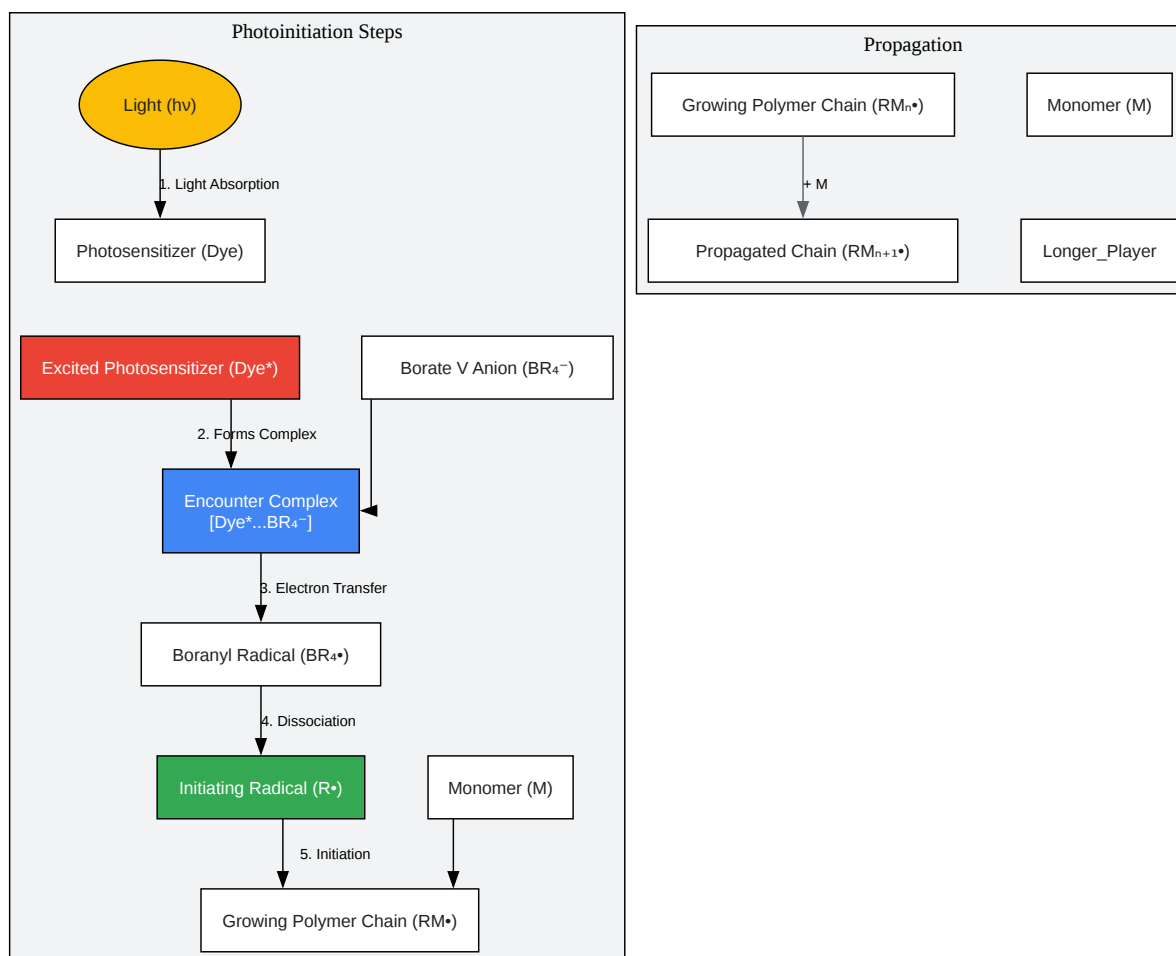 Photoinitiation Steps
Light (hν)
1. Light Absorption
Photosensitizer (Dye)
Excited Photosensitizer (Dye*)
Borate V Anion (BR₄⁻)
2. Forms Complex
Encounter Complex
[Dye*...BR₄⁻]
3. Electron Transfer
Boranyl Radical (BR₄•)
4. Dissociation
Initiating Radical (R•)
Monomer (M)
5. Initiation
Growing Polymer Chain (RM•)
Propagation
Growing Polymer Chain (RMₙ•)
Monomer (M)
+ M
Propagated Chain (RMₙ₊₁•)
Longer_Player